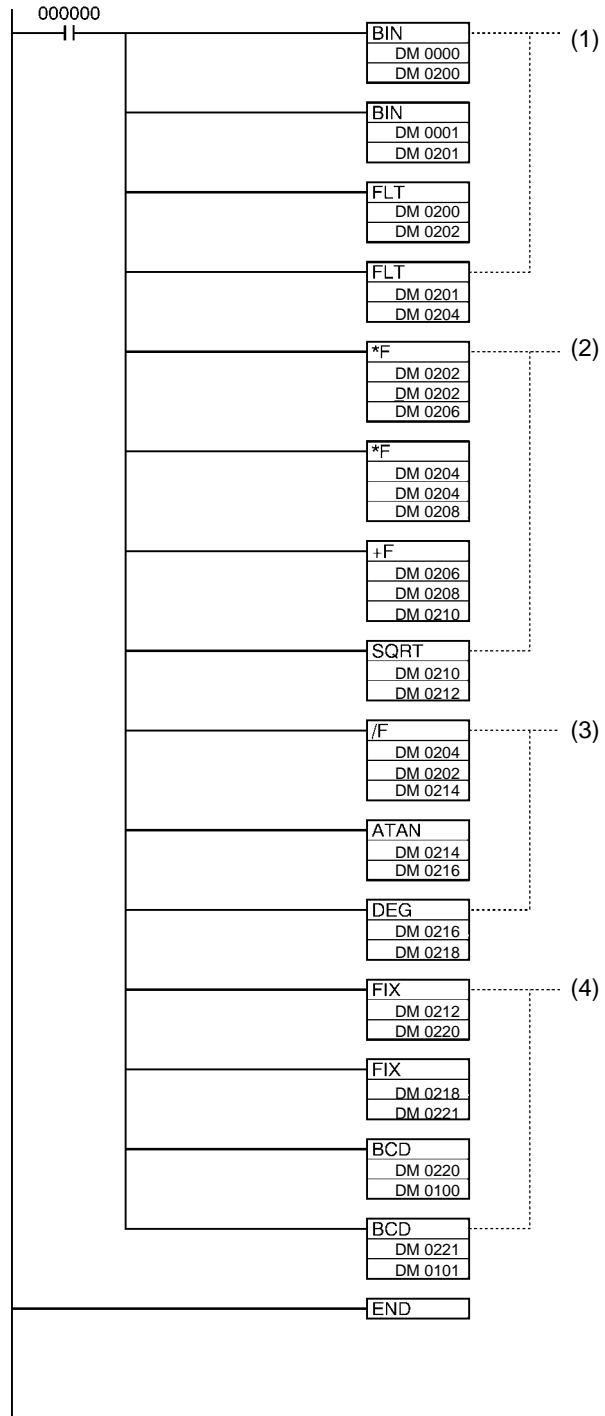 000000
BIN
(1)
DM 0000
DM 0200
BIN
DM 0001
DM 0201
FLT
DM 0200
DM 0202
FLT
DM 0201
DM 0204
*F
(2)
DM 0202
DM 0202
DM 0206
*F
DM 0204
DM 0204
DM 0208
+F
DM 0206
DM 0208
DM 0210
SQRT
DM 0210
DM 0212
/F
(3)
DM 0204
DM 0202
DM 0214
ATAN
DM 0214
DM 0216
DEG
DM 0216
DM 0218
FIX
(4)
DM 0212
DM 0220
FIX
DM 0218
DM 0221
BCD
DM 0220
DM 0100
BCD
DM 0221
DM 0101
END